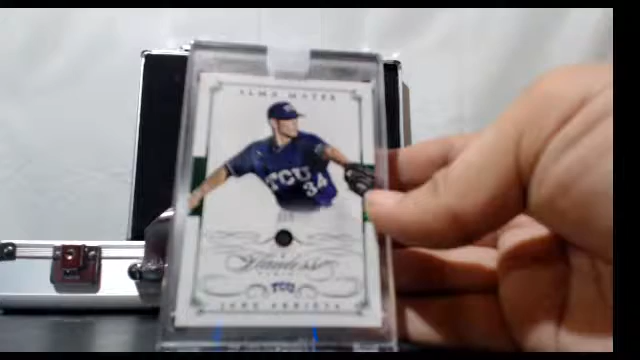 ALMA MATER
TCU
34
Flawless
TCU
JAKE ARRIETA